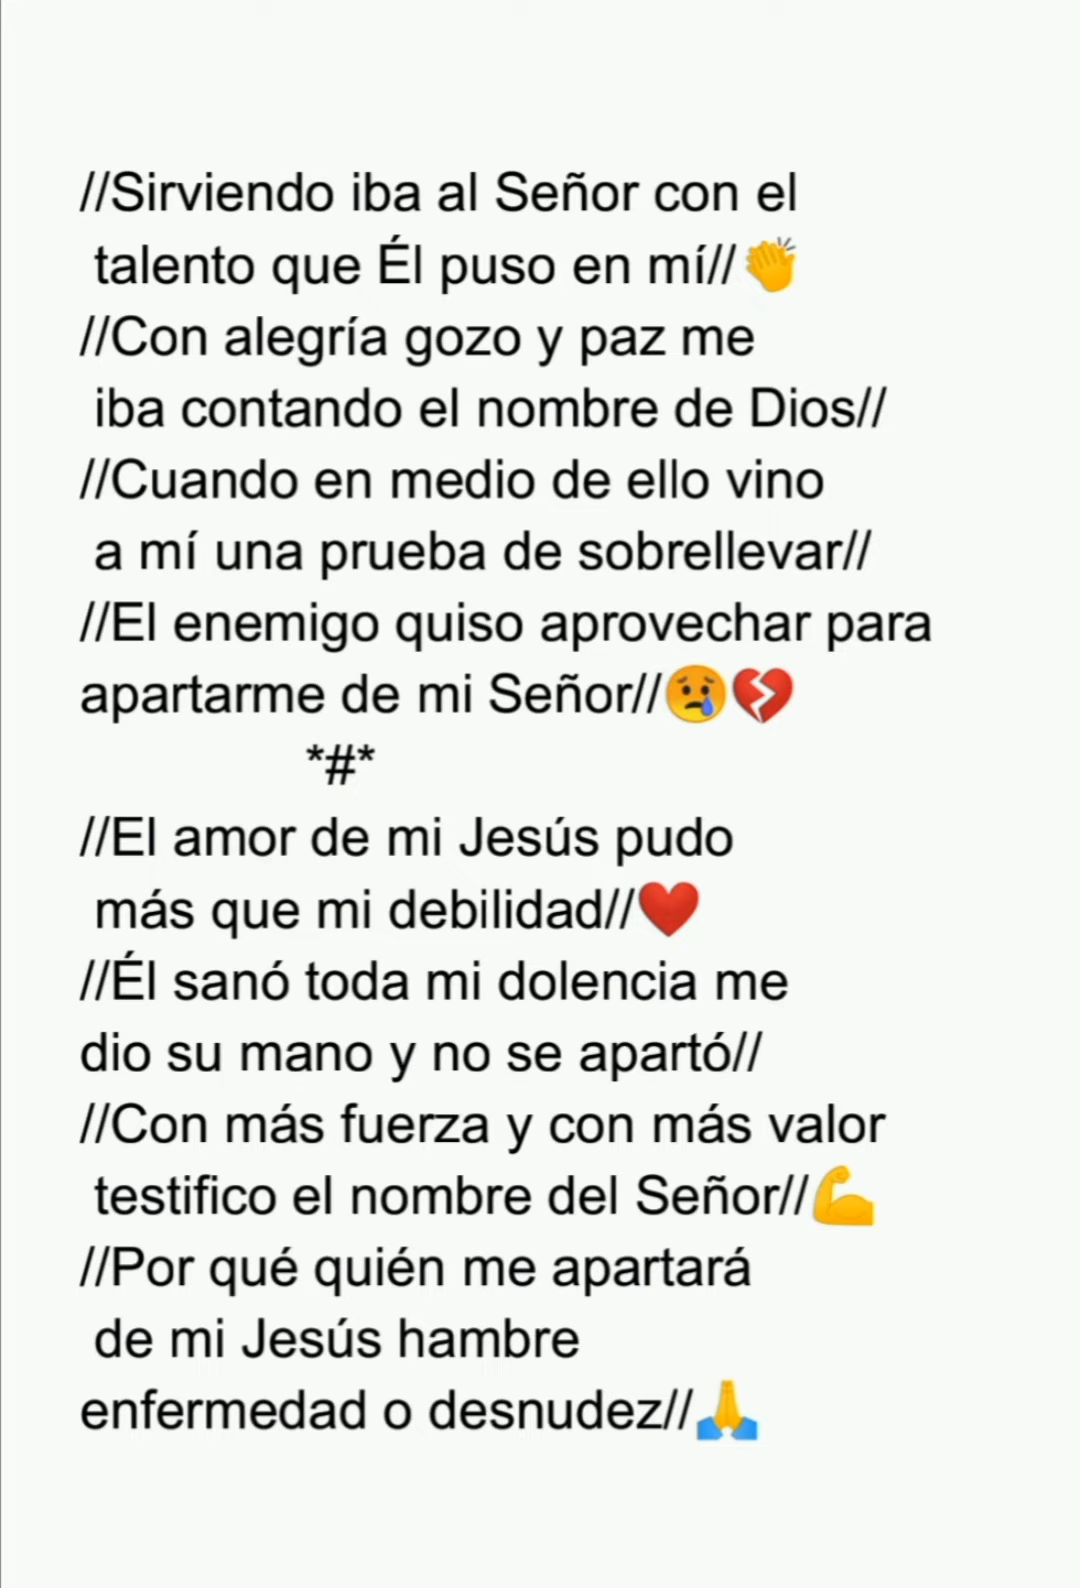 //Sirviendo iba al Señor con el
talento que Él puso en mí//👏
//Con alegría gozo y paz me
iba contando el nombre de Dios//
//Cuando en medio de ello vino
a mí una prueba de sobrellevar//
//El enemigo quiso aprovechar para
apartarme de mi Señor//😢💔
*#*
//El amor de mi Jesús pudo
más que mi debilidad//❤️
//Él sanó toda mi dolencia me
dio su mano y no se apartó//
//Con más fuerza y con más valor
testifico el nombre del Señor//💪
//Por qué quién me apartará
de mi Jesús hambre
enfermedad o desnudez//🙏